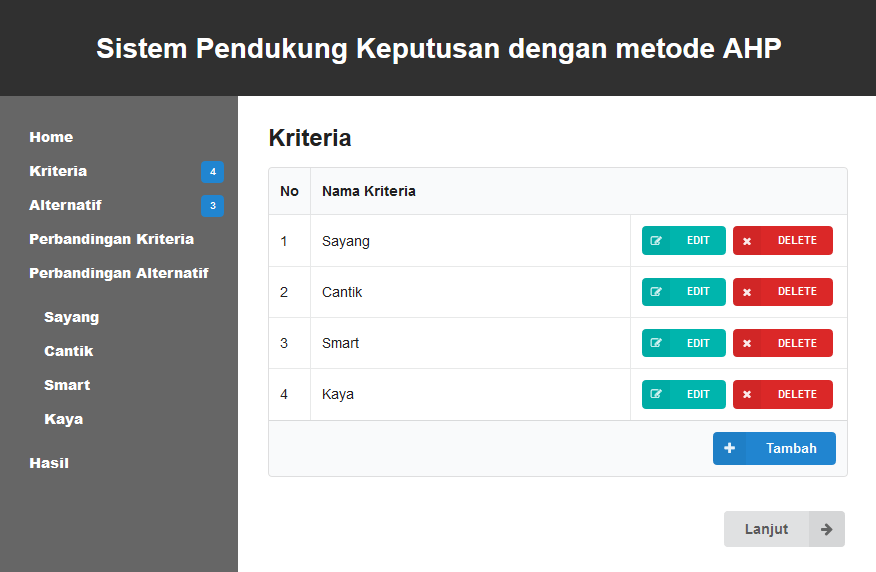 Sistem Pendukung Keputusan dengan metode AHP
Home
Kriteria 4
Alternatif 3
Perbandingan Kriteria
Perbandingan Alternatif
Sayang
Cantik
Smart
Kaya
Hasil
Kriteria
No Nama Kriteria
1 Sayang EDIT DELETE
2 Cantik EDIT DELETE
3 Smart EDIT DELETE
4 Kaya EDIT DELETE
Tambah
Lanjut